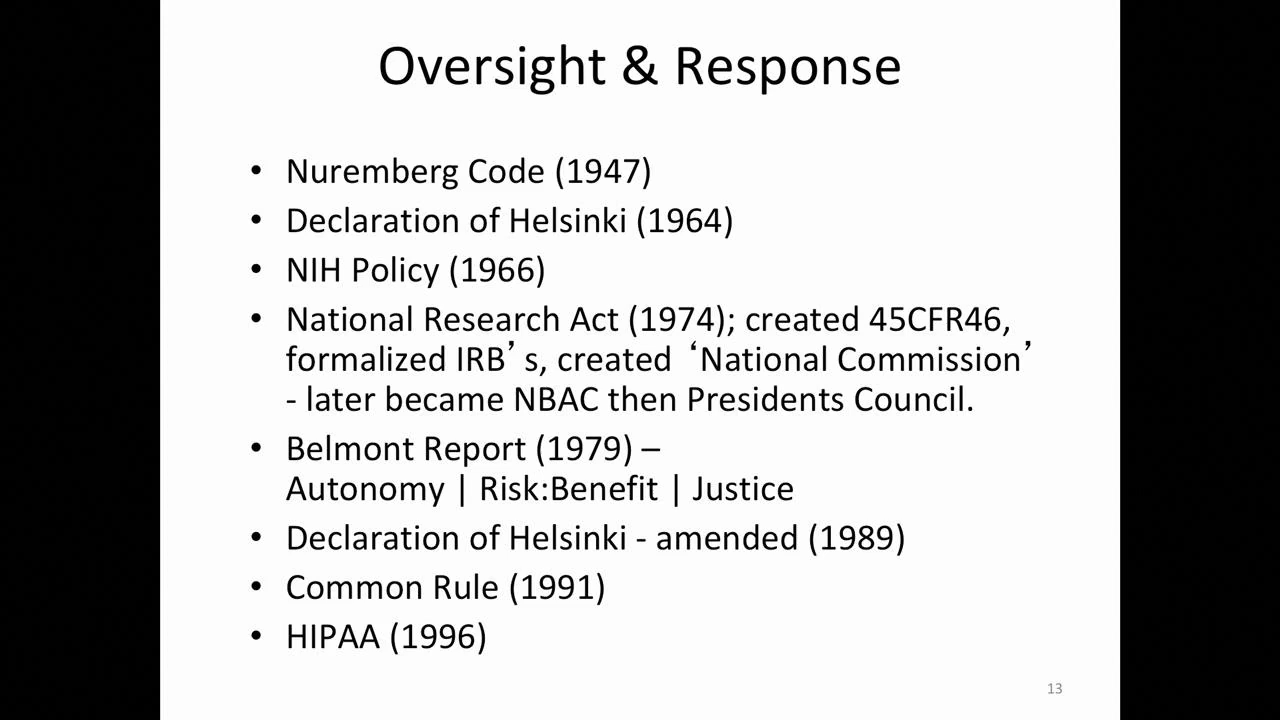 Oversight & Response
• Nuremberg Code (1947)
• Declaration of Helsinki (1964)
• NIH Policy (1966)
• National Research Act (1974); created 45CFR46,
formalized IRB’ s, created ‘National Commission’
- later became NBAC then Presidents Council.
• Belmont Report (1979) –
Autonomy | Risk:Benefit | Justice
• Declaration of Helsinki - amended (1989)
• Common Rule (1991)
• HIPAA (1996)
13